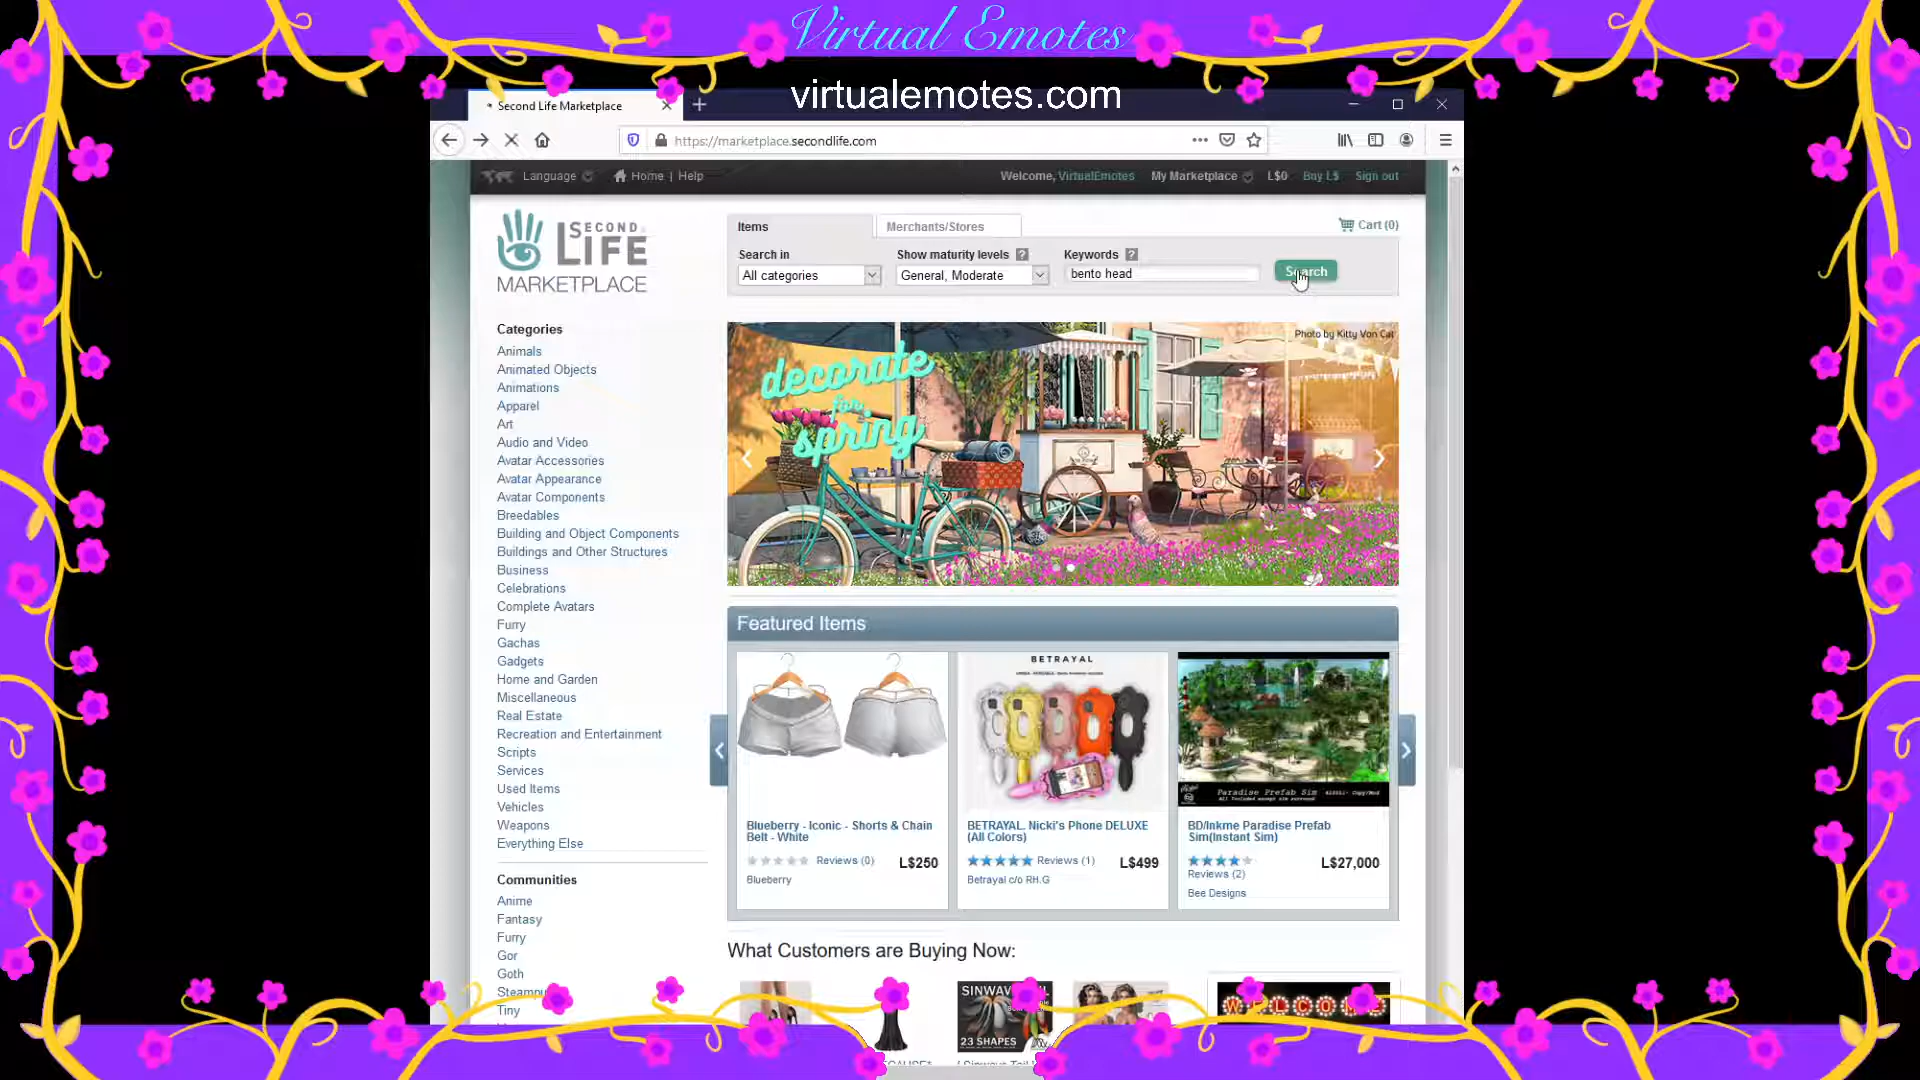 Virtual Emotes
virtualemotes.com
Second Life Marketplace
https://marketplace.secondlife.com
Language
Home | Help
Welcome, VirtualEmotes
My Marketplace
L$0
Buy L$
Sign out
SECOND
LIFE
MARKETPLACE
Items
Merchants/Stores
Cart (0)
Search in
Show maturity levels ?
Keywords ?
All categories
General, Moderate
bento head
Search
Categories
Animals
Animated Objects
Animations
Apparel
Art
Audio and Video
Avatar Accessories
Avatar Appearance
Avatar Components
Breedables
Building and Object Components
Buildings and Other Structures
Business
Celebrations
Complete Avatars
Furry
Gachas
Gadgets
Home and Garden
Miscellaneous
Real Estate
Recreation and Entertainment
Scripts
Services
Used Items
Vehicles
Weapons
Everything Else
Communities
Anime
Fantasy
Furry
Gor
Goth
Tiny
Photo by Kitty Von Cat
decorate
for
spring
Featured Items
BETRAYAL
Paradise Prefab Sim
Blueberry - Iconic - Shorts & Chain
Belt - White
Reviews (0)
L$250
Blueberry
BETRAYAL. Nicki's Phone DELUXE
(All Colors)
Reviews (1)
L$499
Betrayal c/o RH.G
BD/Inkme Paradise Prefab
Sim(Instant Sim)
L$27,000
Reviews (2)
Bee Designs
What Customers are Buying Now:
23 SHAPES
WELCOME